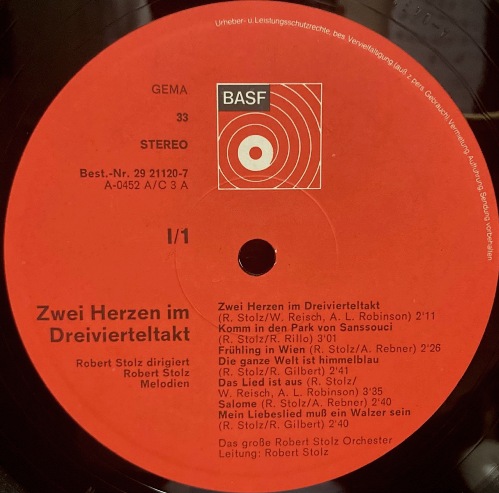 Urheber- u. Leistungsschutzrechte, bes. Vervielfältigung (auß. z. pers. Gebrauch) Vermietung, Aufführung, Sendung vorbehalten
GEMA
33
STEREO
BASF
Best.-Nr. 29 21120-7
A-0452 A/C 3 A
I/1
Zwei Herzen im
Dreivierteltakt
Robert Stolz dirigiert
Robert Stolz
Melodien
Zwei Herzen im Dreivierteltakt
(R. Stolz/W. Reisch, A. L. Robinson) 2'11
Komm in den Park von Sanssouci
(R. Stolz/R. Rillo) 3'01
Frühling in Wien (R. Stolz/A. Rebner) 2'26
Die ganze Welt ist himmelblau
(R. Stolz/R. Gilbert) 2'41
Das Lied ist aus (R. Stolz/
W. Reisch, A. L. Robinson) 3'35
Salome (R. Stolz/A. Rebner) 2'40
Mein Liebeslied muß ein Walzer sein
(R. Stolz/R. Gilbert) 2'40
Das große Robert Stolz Orchester
Leitung: Robert Stolz